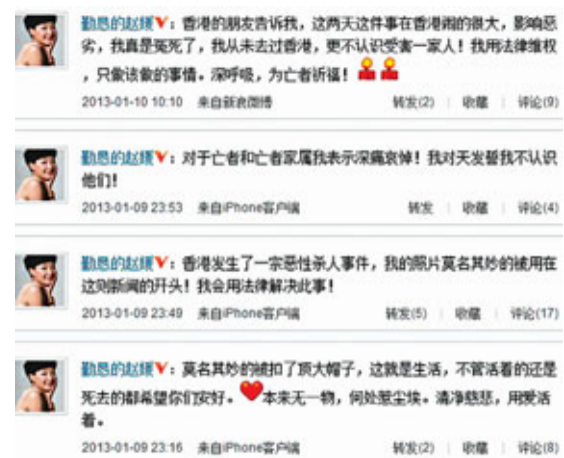 勤恳的赵媛V：香港的朋友告诉我，这两天这件事在香港闹的很大，影响恶
劣，我真是冤死了，我从未去过香港，更不认识受害一家人！我用法律维权
，只做该做的事情。深呼吸，为亡者祈福！
2013-01-10 10:10 来自新浪微博 转发(2) | 收藏 | 评论(9)
勤恳的赵媛V：对于亡者和亡者家属我表示深痛哀悼！我对天发誓我不认识
他们！
2013-01-09 23:53 来自iPhone客户端 转发 | 收藏 | 评论(4)
勤恳的赵媛V：香港发生了一宗恶性杀人事件，我的照片莫名其妙的被用在
这则新闻的开头！我会用法律解决此事！
2013-01-09 23:49 来自iPhone客户端 转发(5) | 收藏 | 评论(17)
勤恳的赵媛V：莫名其妙的被扣了顶大帽子，这就是生活，不管活着的还是
死去的都希望你们安好。本来无一物，何处惹尘埃。清净慈悲，用爱活
着。
2013-01-09 23:16 来自iPhone客户端 转发(2) | 收藏 | 评论(8)